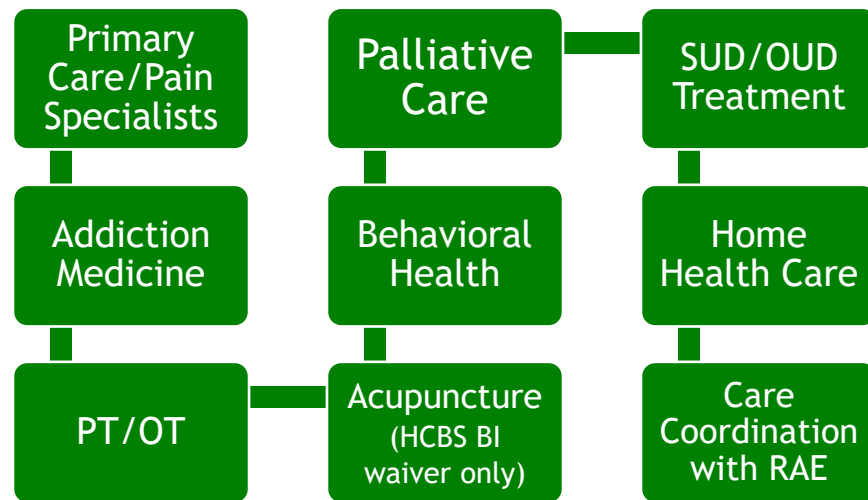 Primary
Care/Pain
Specialists
Addiction
Medicine
PT/OT
Acupuncture
(HCBS BI
waiver only)
Behavioral
Health
Palliative
Care
SUD/OUD
Treatment
Home
Health Care
Care
Coordination
with RAE